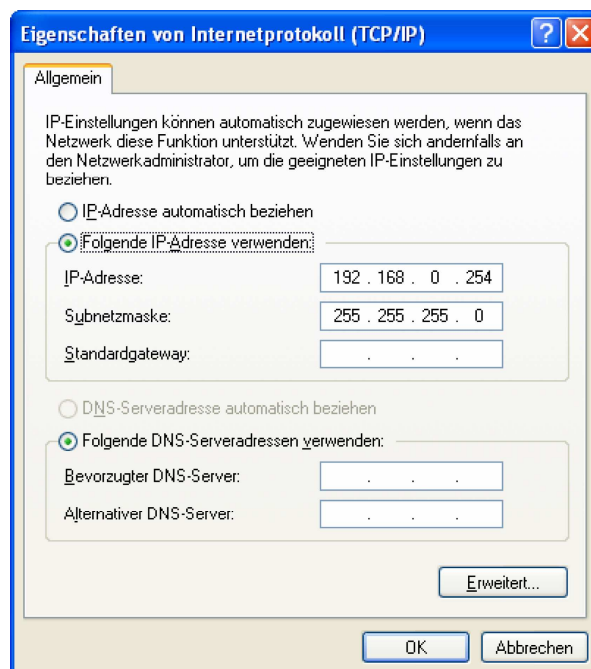 Eigenschaften von Internetprotokoll (TCP/IP)
Allgemein
IP-Einstellungen können automatisch zugewiesen werden, wenn das
Netzwerk diese Funktion unterstützt. Wenden Sie sich andernfalls an
den Netzwerkadministrator, um die geeigneten IP-Einstellungen zu
beziehen.
IP-Adresse automatisch beziehen
Folgende IP-Adresse verwenden:
IP-Adresse: 192 . 168 . 0 . 254
Subnetzmaske: 255 . 255 . 255 . 0
Standardgateway: . . .
DNS-Serveradresse automatisch beziehen
Folgende DNS-Serveradressen verwenden:
Bevorzugter DNS-Server: . . .
Alternativer DNS-Server: . . .
Erweitert...
OK Abbrechen